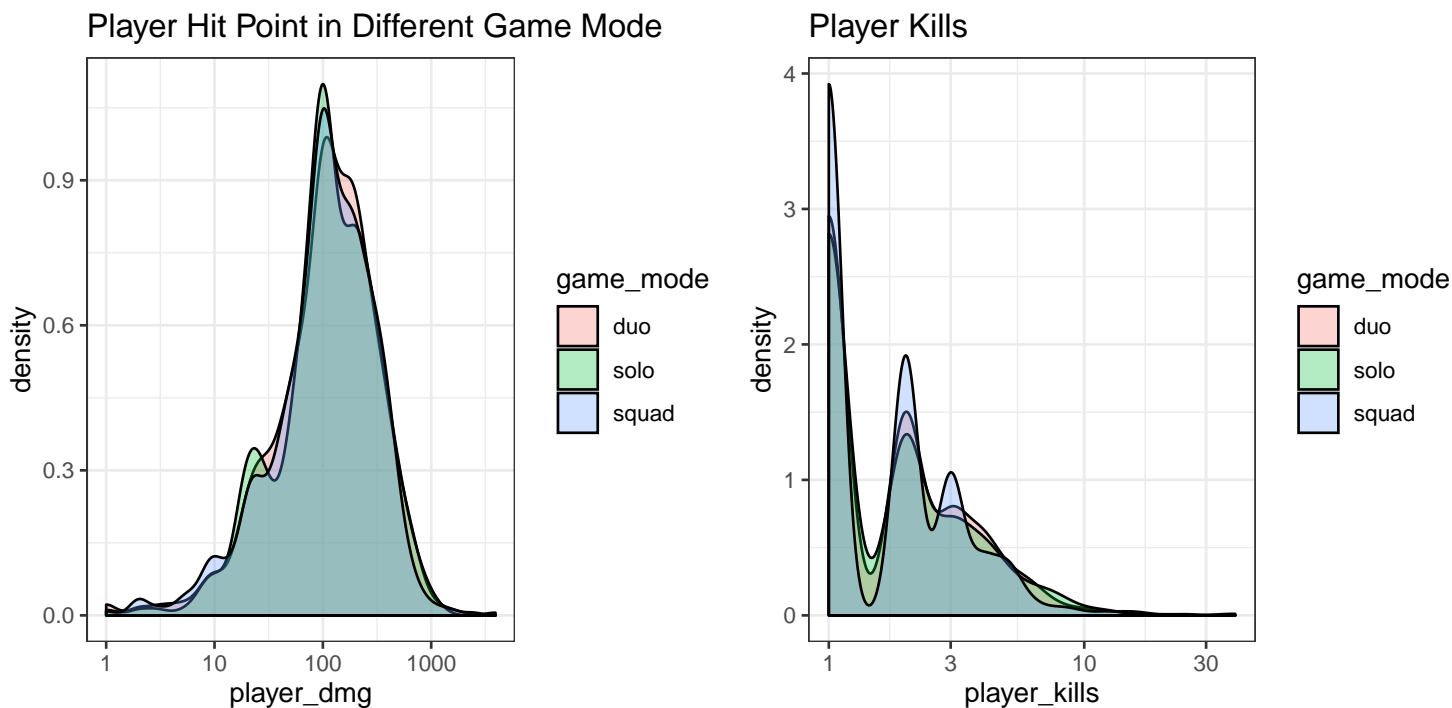 Player Hit Point in Different Game Mode
0.9
0.6
0.3
0.0
density
1 10 100 1000
player_dmg
game_mode
duo
solo
squad
Player Kills
4
3
2
1
0
density
1 3 10 30
player_kills
game_mode
duo
solo
squad